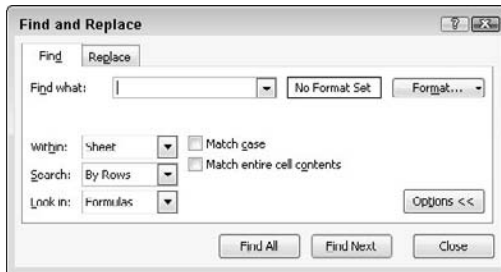 Find and Replace
Find Replace
Find what: No Format Set Format...
Within: Sheet Match case
Match entire cell contents
Search: By Rows
Look in: Formulas Options <<
Find All Find Next Close